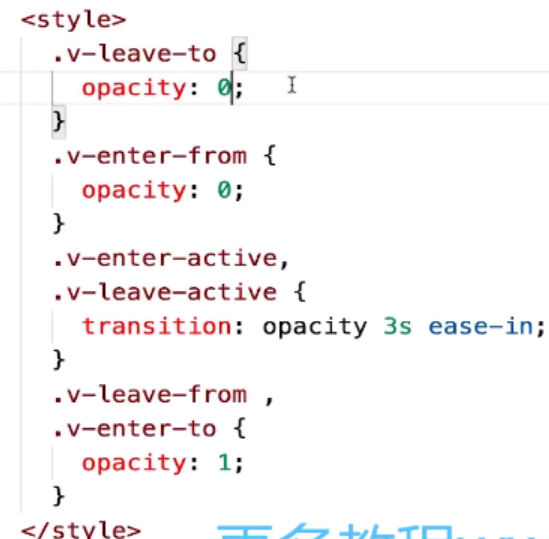 <style>
.v-leave-to {
opacity: 0;
}
.v-enter-from {
opacity: 0;
}
.v-enter-active,
.v-leave-active {
transition: opacity 3s ease-in;
}
.v-leave-from ,
.v-enter-to {
opacity: 1;
}
</style>